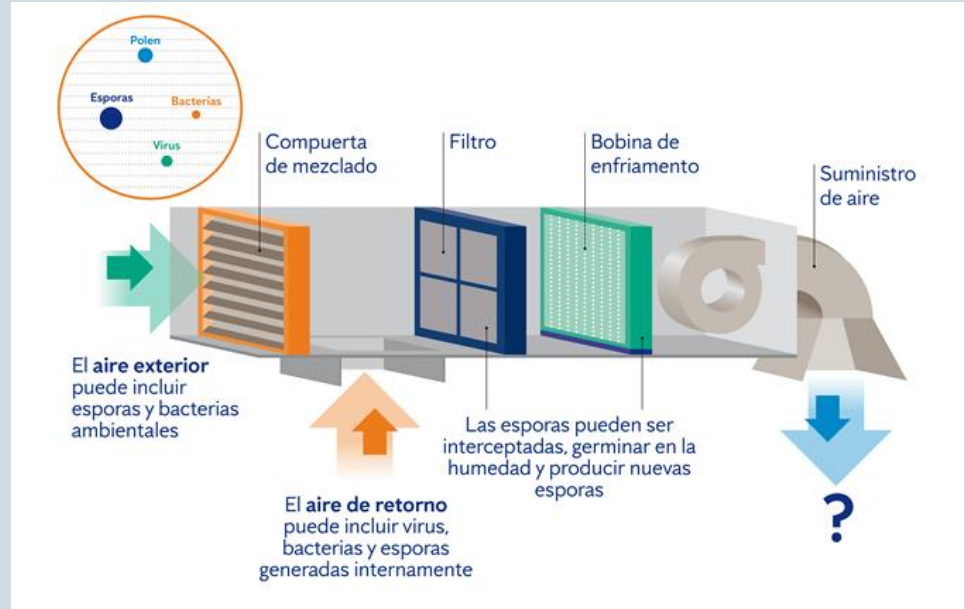 Polen
Esporas
Bacterias
Virus
Compuerta
de mezclado
Filtro
Bobina de
enfriamento
Suministro
de aire
El aire exterior
puede incluir
esporas y bacterias
ambientales
El aire de retorno
puede incluir virus,
bacterias y esporas
generadas internamente
Las esporas pueden ser
interceptadas, germinar en la
humedad y producir nuevas
esporas
?